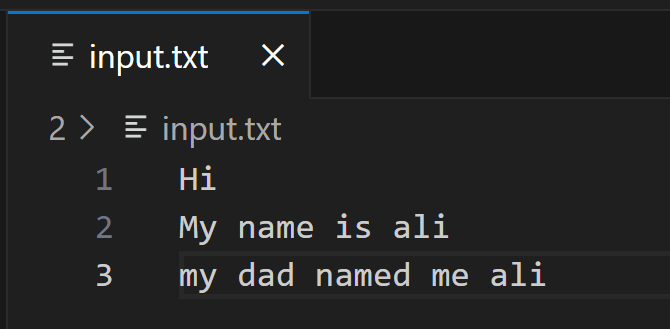 input.txt
2 > input.txt
1 Hi
2 My name is ali
3 my dad named me ali